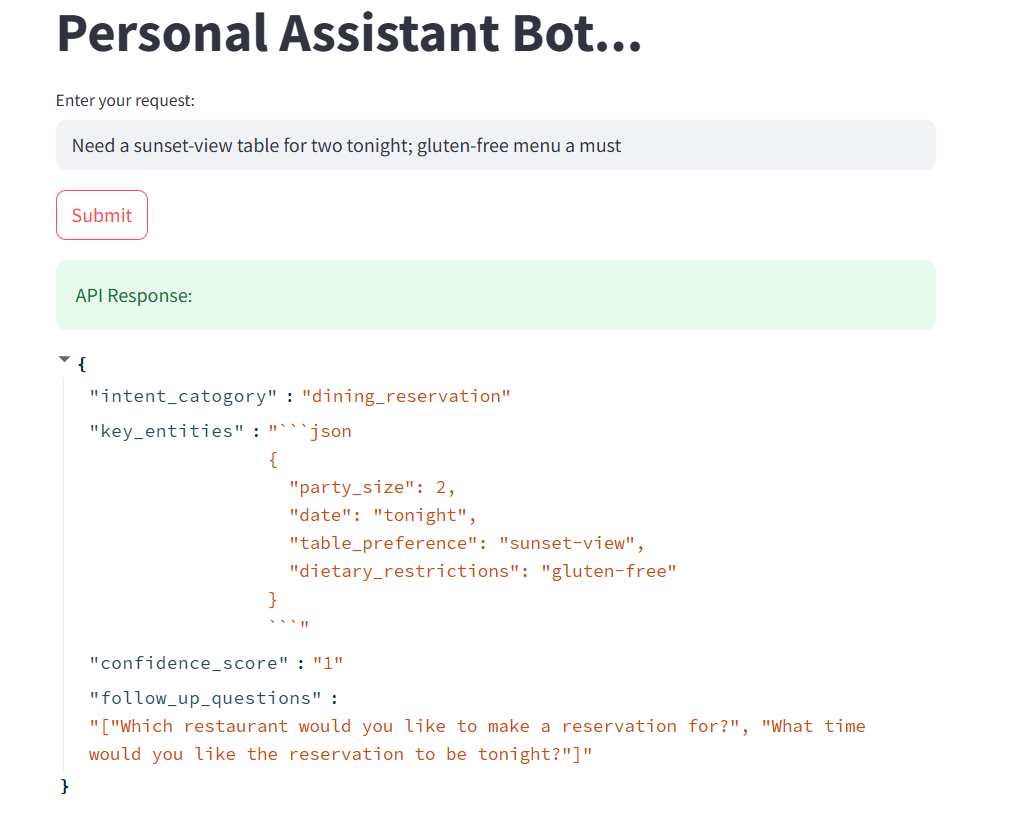 Personal Assistant Bot...
Enter your request:
Need a sunset-view table for two tonight; gluten-free menu a must
Submit
API Response:
{
"intent_catogory" : "dining_reservation"
"key_entities" : "```json
{
"party_size": 2,
"date": "tonight",
"table_preference": "sunset-view",
"dietary_restrictions": "gluten-free"
}
```"
"confidence_score" : "1"
"follow_up_questions" :
"["Which restaurant would you like to make a reservation for?", "What time
would you like the reservation to be tonight?"]"
}